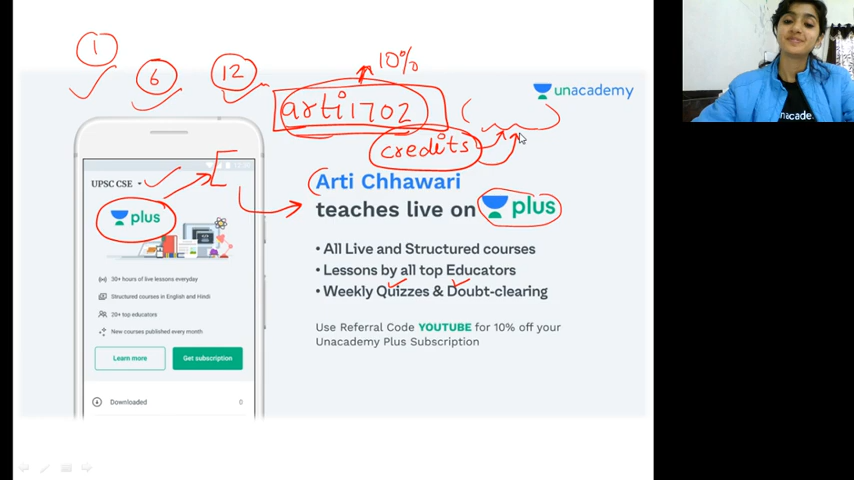 1
6
12
10%
arti1702
credits
unacademy
unacade
UPSC CSE
plus
30+ hours of live lessons everyday
Structured courses in English and Hindi
20+ top educators
New courses published every month
Learn more
Get subscription
Downloaded 0
Arti Chhawari
teaches live on plus
• All Live and Structured courses
• Lessons by all top Educators
• Weekly Quizzes & Doubt-clearing
Use Referral Code YOUTUBE for 10% off your
Unacademy Plus Subscription